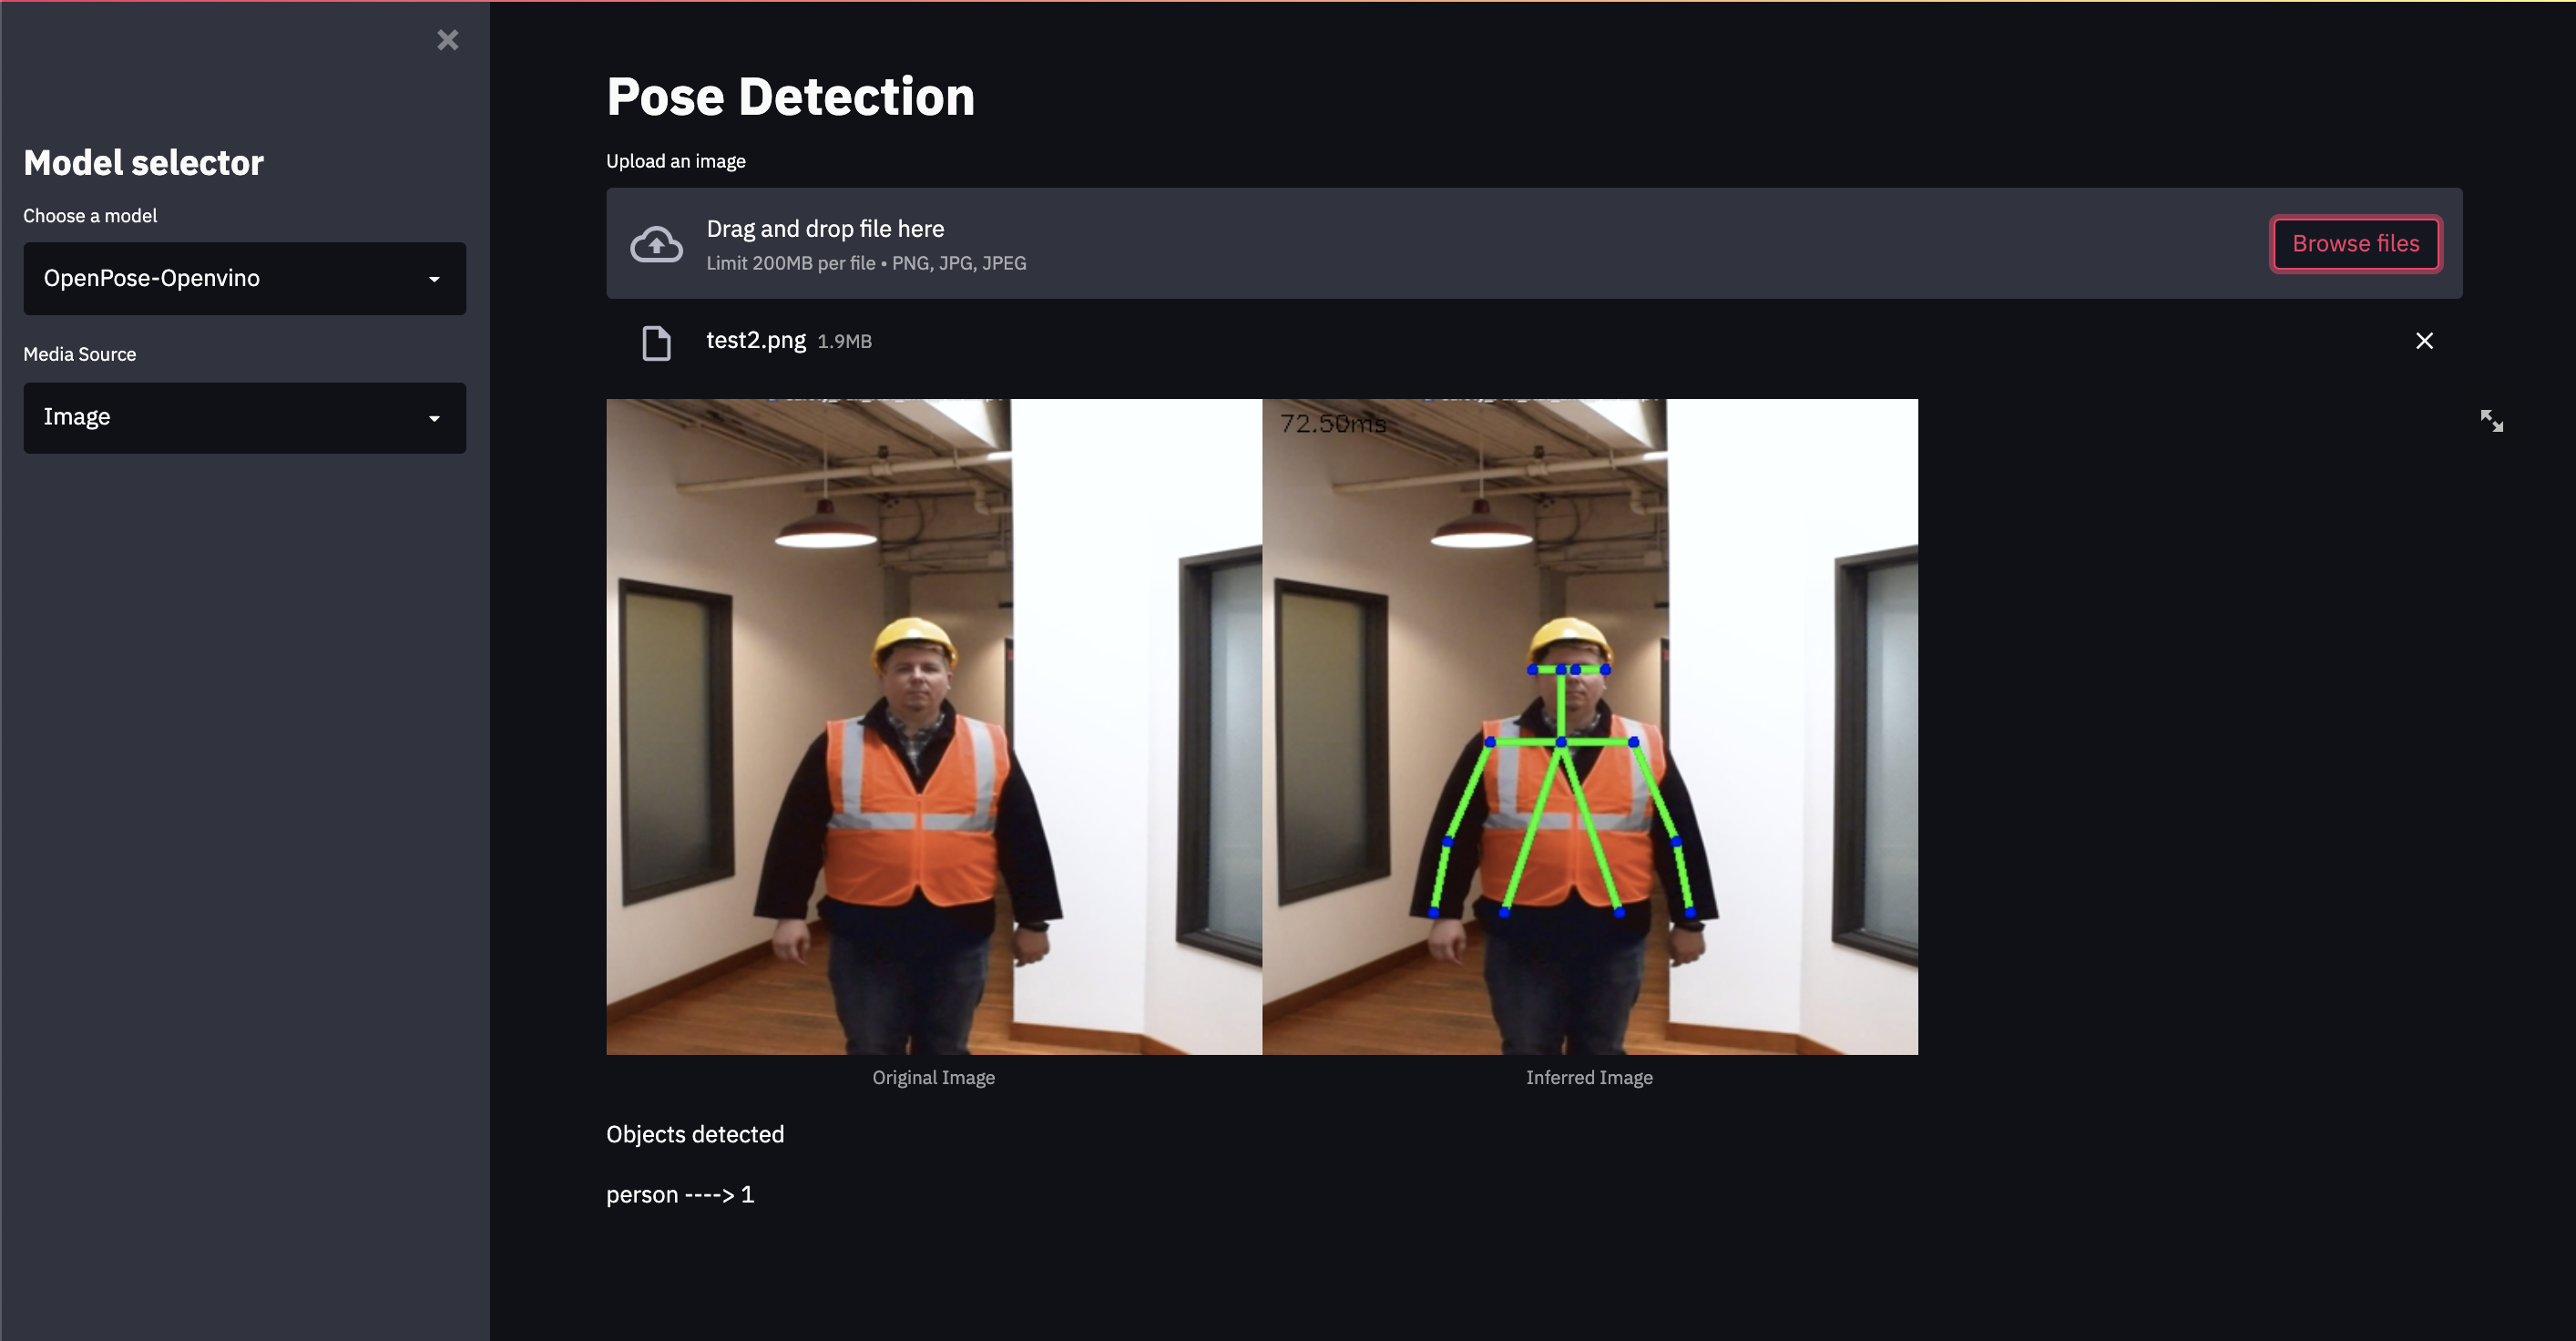 Pose Detection
Model selector
Choose a model
OpenPose-Openvino
Media Source
Image
Upload an image
Drag and drop file here
Limit 200MB per file • PNG, JPG, JPEG
Browse files
test2.png 1.9MB
72.50ms
Original Image
Inferred Image
Objects detected
person ----> 1